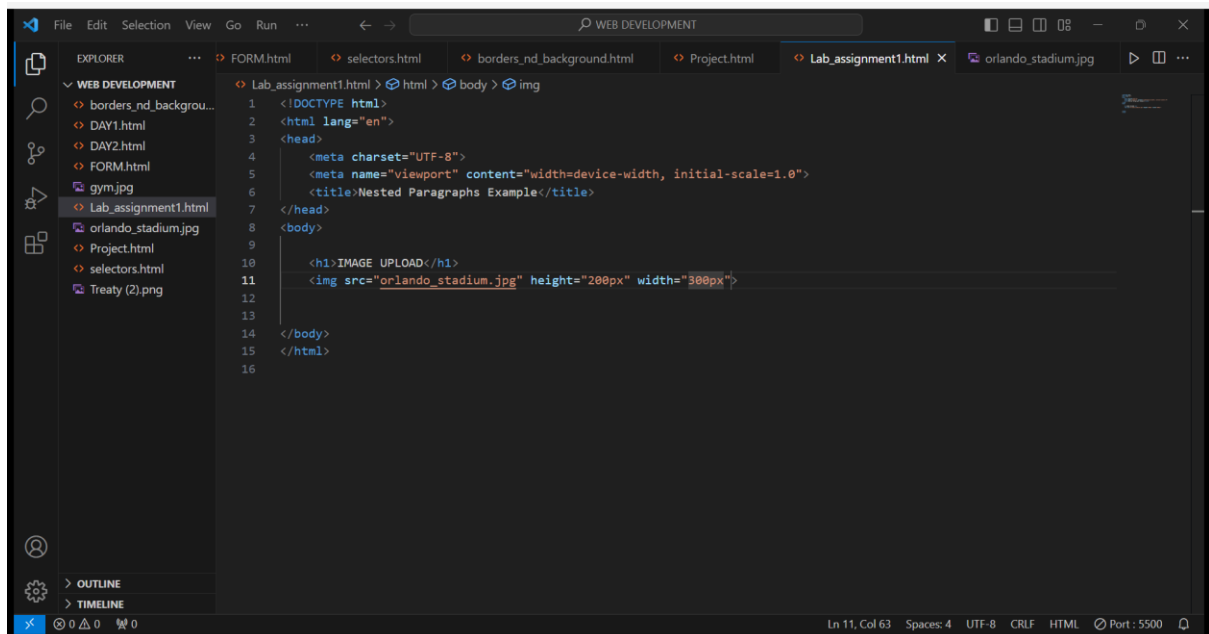 File Edit Selection View Go Run ··· WEB DEVELOPMENT
EXPLORER ···
WEB DEVELOPMENT
borders_nd_backgrou...
DAY1.html
DAY2.html
FORM.html
gym.jpg
Lab_assignment1.html
orlando_stadium.jpg
Project.html
selectors.html
Treaty (2).png
OUTLINE
TIMELINE
FORM.html selectors.html borders_nd_background.html Project.html Lab_assignment1.html orlando_stadium.jpg ···
Lab_assignment1.html > html > body > img
1 <!DOCTYPE html>
2 <html lang="en">
3 <head>
4 <meta charset="UTF-8">
5 <meta name="viewport" content="width=device-width, initial-scale=1.0">
6 <title>Nested Paragraphs Example</title>
7 </head>
8 <body>
9
10 <h1>IMAGE UPLOAD</h1>
11 <img src="orlando_stadium.jpg" height="200px" width="300px">
12
13
14 </body>
15 </html>
16
0 0 0 Ln 11, Col 63 Spaces: 4 UTF-8 CRLF HTML Port : 5500